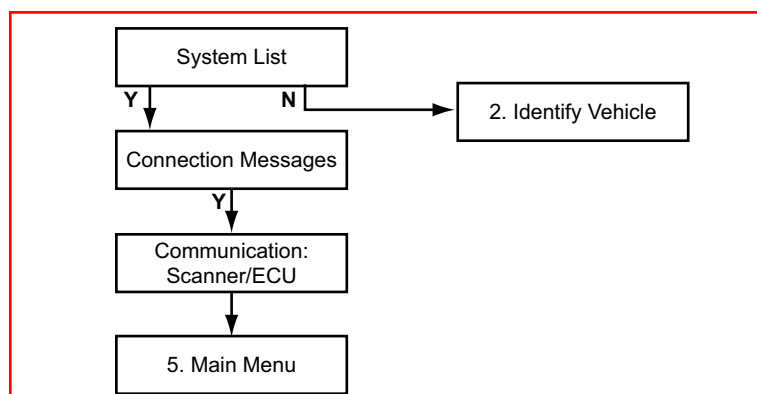 System List
Y
N
2. Identify Vehicle
Connection Messages
Y
Communication:
Scanner/ECU
5. Main Menu